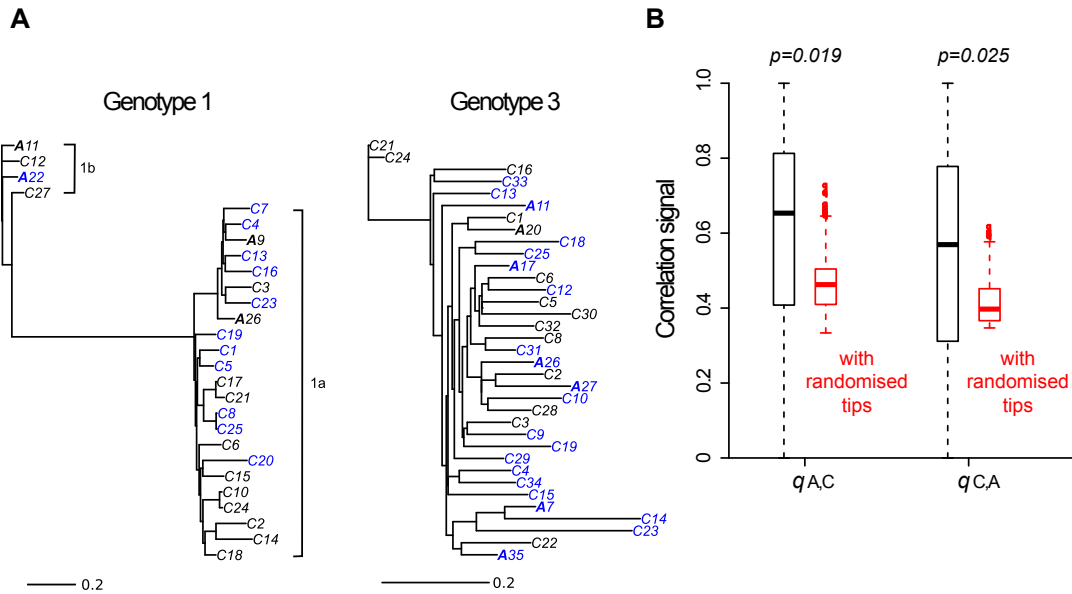 A
B
Genotype 1
Genotype 3
A11
C12
A22
C27
1b
C7
C4
A9
C13
C16
C3
C23
A26
C19
C1
C5
C17
C21
C8
C25
C6
C20
C15
C10
C24
C2
C14
C18
1a
0.2
C21
C24
C16
C33
C13
A11
C1
A20
C18
C25
A17
C6
C12
C5
C30
C32
C8
C31
A26
C2
A27
C10
C28
C3
C9
C19
C29
C4
C34
C15
A7
C14
C23
C22
A35
0.2
p=0.019
p=0.025
Correlation signal
1.0
0.8
0.6
0.4
0.2
0
with
randomised
tips
with
randomised
tips
q A,C
q C,A